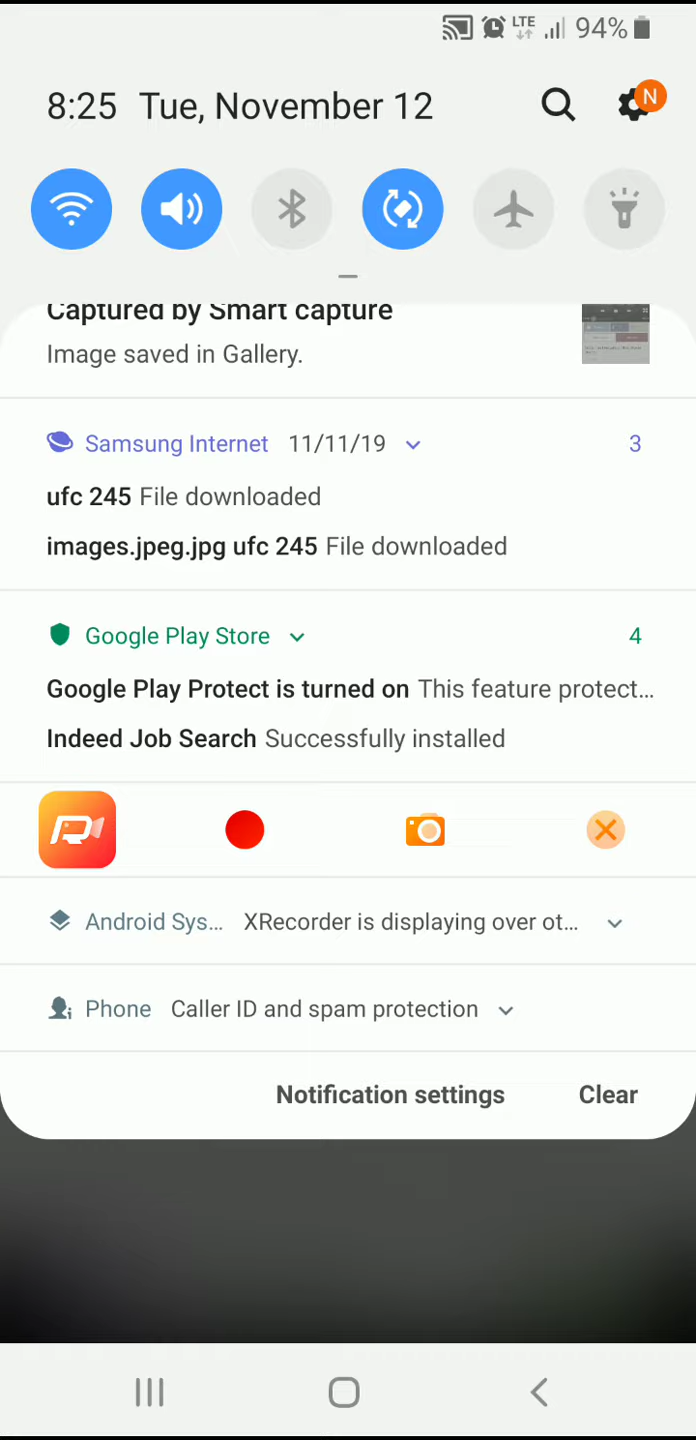 LTE 94%
8:25 Tue, November 12
N
Captured by Smart capture
Image saved in Gallery.
Samsung Internet 11/11/19 3
ufc 245 File downloaded
images.jpeg.jpg ufc 245 File downloaded
Google Play Store 4
Google Play Protect is turned on This feature protect...
Indeed Job Search Successfully installed
Android Sys... XRecorder is displaying over ot...
Phone Caller ID and spam protection
Notification settings Clear